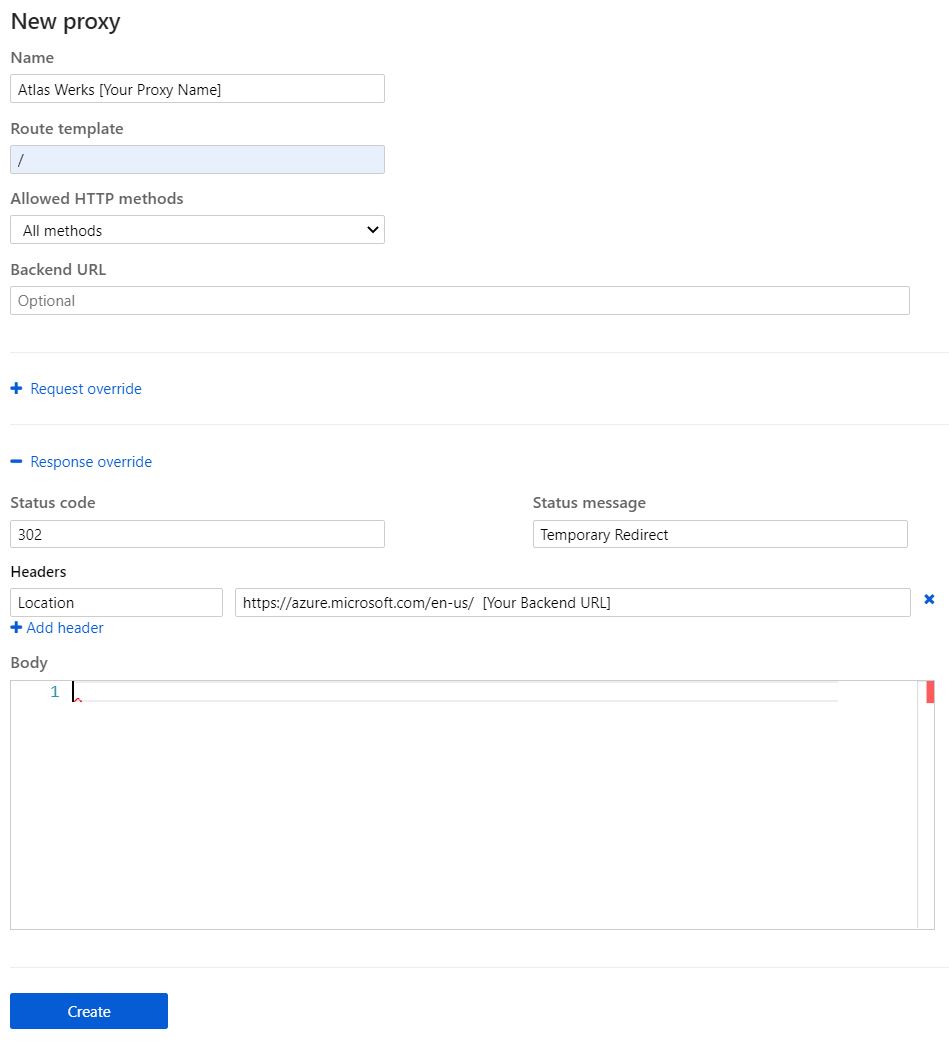 New proxy
Name
Atlas Werks [Your Proxy Name]
Route template
/
Allowed HTTP methods
All methods
Backend URL
Optional
Request override
Response override
Status code
Status message
302
Temporary Redirect
Headers
Location
https://azure.microsoft.com/en-us/  [Your Backend URL]
Add header
Body
1
Create